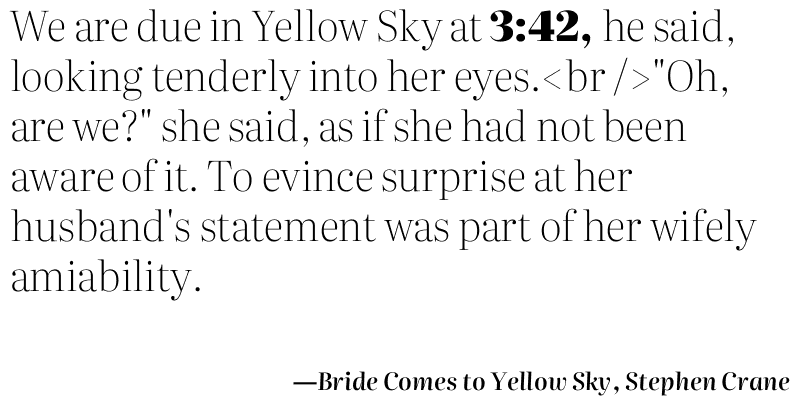 We are due in Yellow Sky at 3:42, he said,
looking tenderly into her eyes.<br />"Oh,
are we?" she said, as if she had not been
aware of it. To evince surprise at her
husband's statement was part of her wifely
amiability.
—Bride Comes to Yellow Sky, Stephen Crane